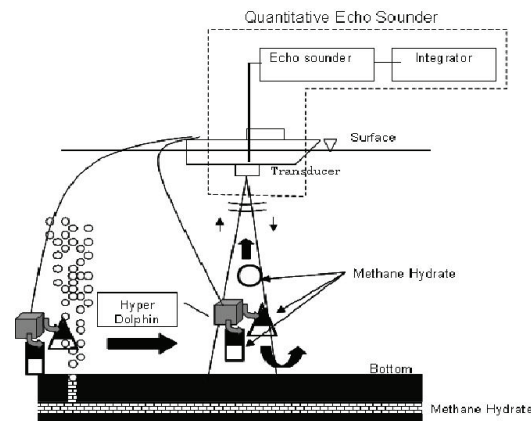 Quantitative Echo Sounder
Echo sounder
Integrator
Surface
Transducer
Methane Hydrate
Hyper
Dolphin
Bottom
Methane Hydrate